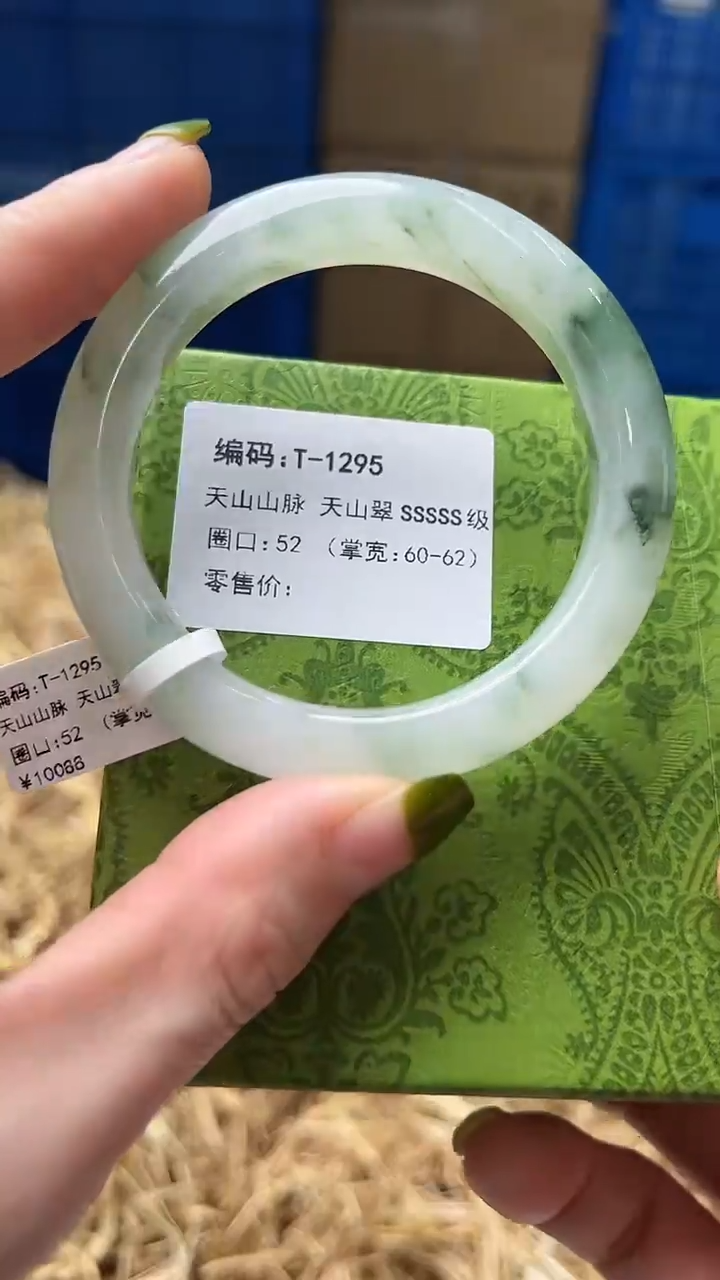 编码:T-1295
天山山脉 天山翠 SSSSS级
圈口:52 （掌宽:60-62）
零售价:
编码:T-1295
天山山脉 天山
圈口:52 （掌
¥10088